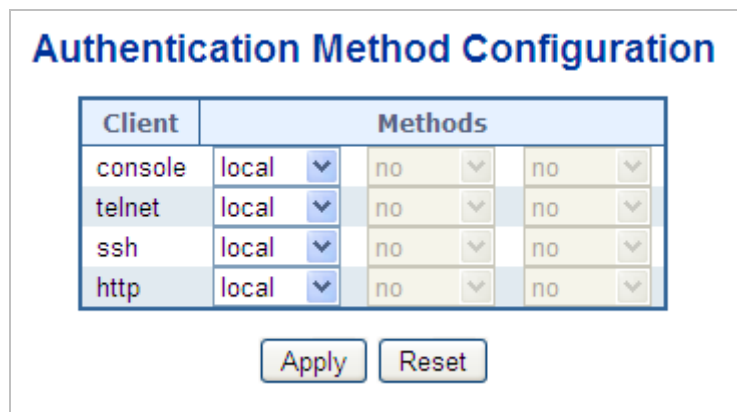 Authentication Method Configuration
Client Methods
console local no no
telnet local no no
ssh local no no
http local no no
Apply Reset